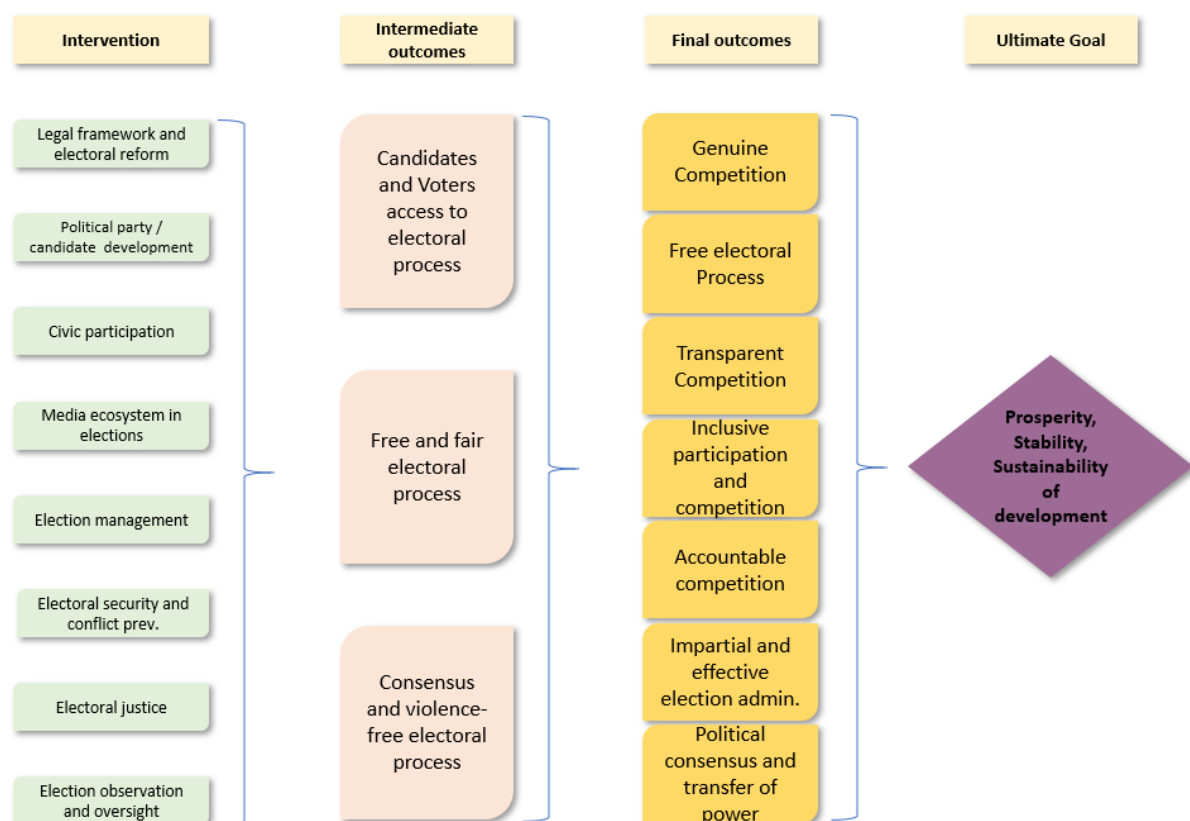 Intervention
Intermediate
outcomes
Final outcomes
Ultimate Goal
Legal framework and
electoral reform
Political party /
candidate development
Civic participation
Media ecosystem in
elections
Election management
Electoral security and
conflict prev.
Electoral justice
Election observation
and oversight
Candidates
and Voters
access to
electoral
process
Free and fair
electoral
process
Consensus
and violence-
free electoral
process
Genuine
Competition
Free electoral
Process
Transparent
Competition
Inclusive
participation
and
competition
Accountable
competition
Impartial and
effective
election admin.
Political
consensus and
transfer of
power
Prosperity,
Stability,
Sustainability
of
development